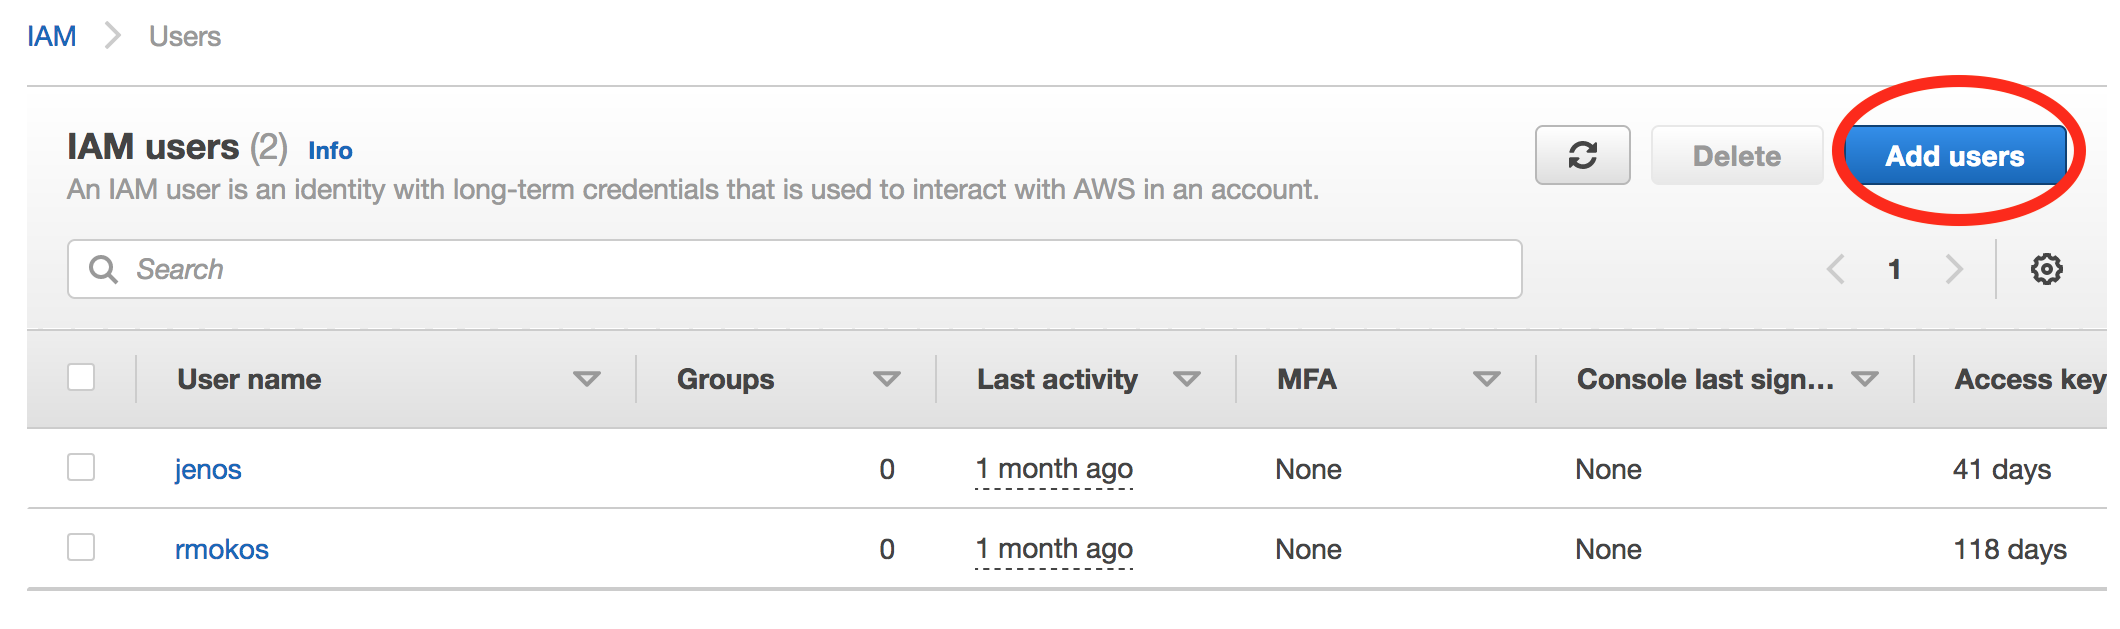 IAM > Users
IAM users (2) Info
Delete
Add users
An IAM user is an identity with long-term credentials that is used to interact with AWS in an account.
Search
1
User name Groups Last activity MFA Console last sign... Access key
jenos 0 1 month ago None None 41 days
rmokos 0 1 month ago None None 118 days